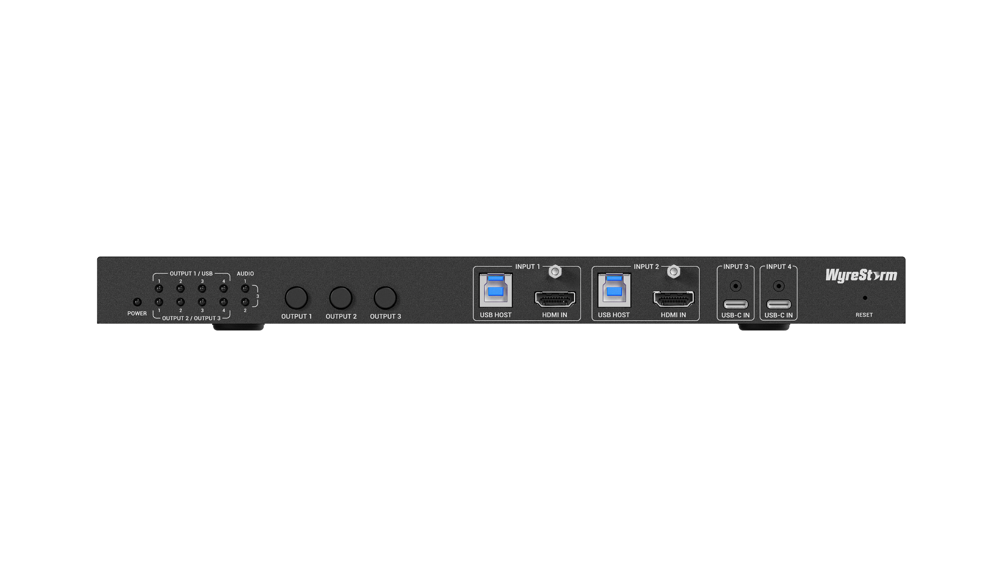 OUTPUT 1 / USB
AUDIO
1 2 3 4 1
3
1 2 3 4 2
POWER
OUTPUT 2 / OUTPUT 3
OUTPUT 1
OUTPUT 2
OUTPUT 3
INPUT 1
USB HOST
HDMI IN
INPUT 2
USB HOST
HDMI IN
INPUT 3
USB-C IN
INPUT 4
USB-C IN
WyreStorm
RESET